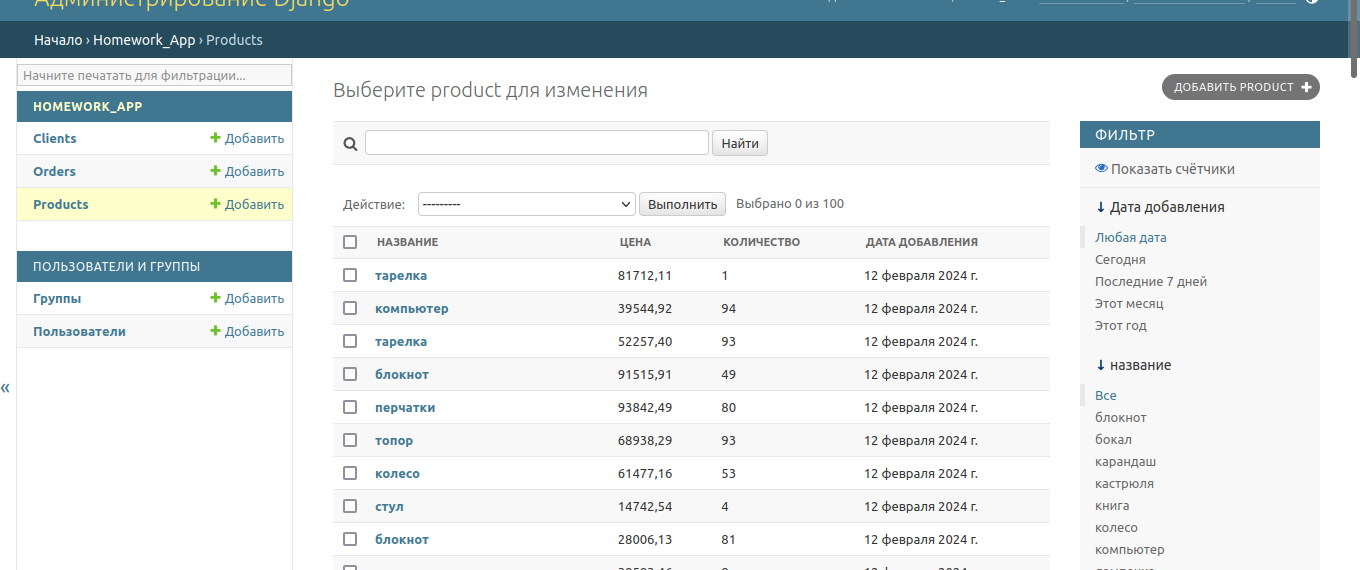 Администрирование Django
Начало › Homework_App › Products
Начните печатать для фильтрации...
HOMEWORK_APP
Clients + Добавить
Orders + Добавить
Products + Добавить
ПОЛЬЗОВАТЕЛИ И ГРУППЫ
Группы + Добавить
Пользователи + Добавить
«
Выберите product для изменения
ДОБАВИТЬ PRODUCT +
Найти
Действие: --------- Выполнить Выбрано 0 из 100
НАЗВАНИЕ ЦЕНА КОЛИЧЕСТВО ДАТА ДОБАВЛЕНИЯ
тарелка 81712,11 1 12 февраля 2024 г.
компьютер 39544,92 94 12 февраля 2024 г.
тарелка 52257,40 93 12 февраля 2024 г.
блокнот 91515,91 49 12 февраля 2024 г.
перчатки 93842,49 80 12 февраля 2024 г.
топор 68938,29 93 12 февраля 2024 г.
колесо 61477,16 53 12 февраля 2024 г.
стул 14742,54 4 12 февраля 2024 г.
блокнот 28006,13 81 12 февраля 2024 г.
ФИЛЬТР
Показать счётчики
↓ Дата добавления
Любая дата
Сегодня
Последние 7 дней
Этот месяц
Этот год
↓ название
Все
блокнот
бокал
карандаш
кастрюля
книга
колесо
компьютер